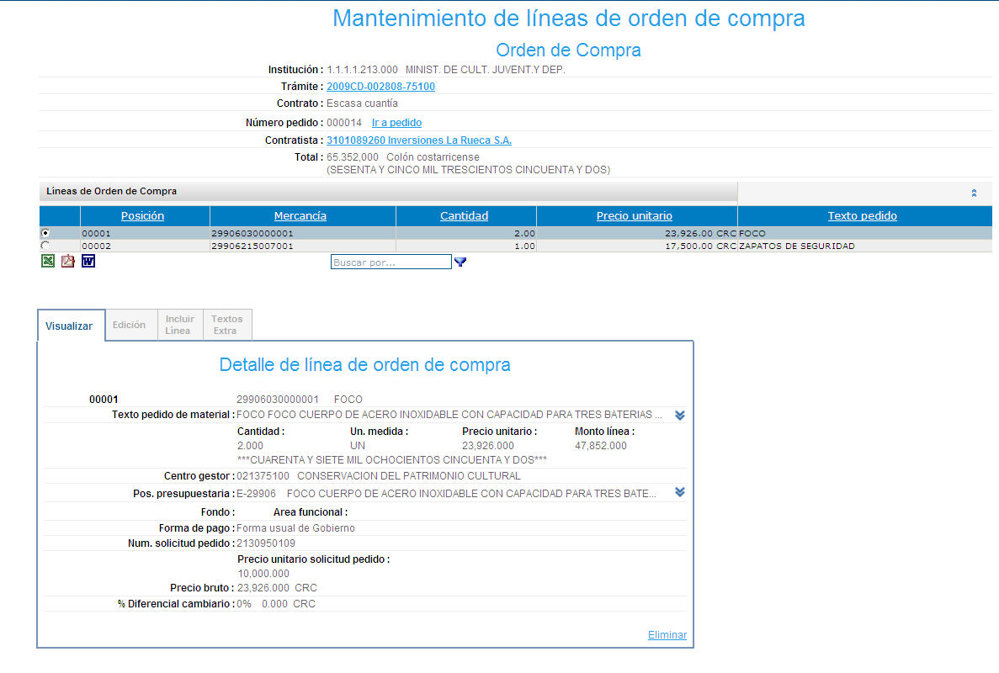 Mantenimiento de líneas de orden de compra
Orden de Compra
Institución : 1.1.1.1.213.000 MINIST. DE CULT. JUVENT.Y DEP.
Trámite : 2009CD-002808-75100
Contrato : Escasa cuantía
Número pedido : 000014 Ir a pedido
Contratista : 3101089260 Inversiones La Rueca S.A.
Total : 65.352,000 Colón costarricense
(SESENTA Y CINCO MIL TRESCIENTOS CINCUENTA Y DOS)
Líneas de Orden de Compra
Posición Mercancía Cantidad Precio unitario Texto pedido
00001 29906030000001 2.00 23,926.00 CRC FOCO
00002 29906215007001 1.00 17,500.00 CRC ZAPATOS DE SEGURIDAD
Buscar por...
Visualizar Edición Incluir Línea Textos Extra
Detalle de línea de orden de compra
00001 29906030000001 FOCO
Texto pedido de material : FOCO FOCO CUERPO DE ACERO INOXIDABLE CON CAPACIDAD PARA TRES BATERIAS ...
Cantidad : Un. medida : Precio unitario : Monto línea :
2.000 UN 23,926.000 47,852.000
***CUARENTA Y SIETE MIL OCHOCIENTOS CINCUENTA Y DOS***
Centro gestor : 021375100 CONSERVACION DEL PATRIMONIO CULTURAL
Pos. presupuestaria : E-29906 FOCO CUERPO DE ACERO INOXIDABLE CON CAPACIDAD PARA TRES BATE...
Fondo : Area funcional :
Forma de pago : Forma usual de Gobierno
Num. solicitud pedido : 2130950109
Precio unitario solicitud pedido :
10,000.000
Precio bruto : 23,926.000 CRC
% Diferencial cambiario : 0% 0.000 CRC
Eliminar